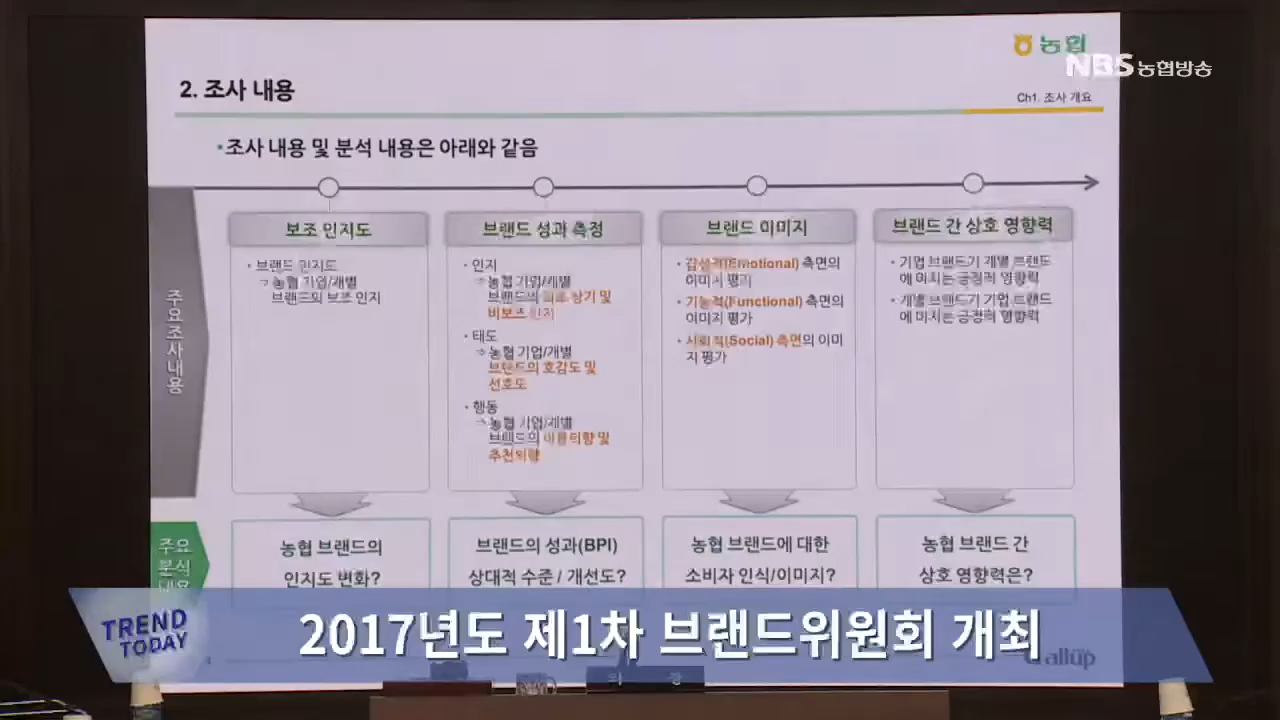 농협
NBS 농협방송
2. 조사 내용
Ch1. 조사 개요
•조사 내용 및 분석 내용은 아래와 같음
주요조사내용
보조 인지도
• 브랜드 인지도
⇒농협 기업/개별
브랜드의 보조 인지
브랜드 성과 측정
• 인지
⇒농협 기업/개별
브랜드의 최초 상기 및
비보조 인지
• 태도
⇒농협 기업/개별
브랜드의 호감도 및
선호도
• 행동
⇒농협 기업/개별
브랜드의 이용의향 및
추천의향
브랜드 이미지
• 감성적(Emotional) 측면의
이미지 평가
• 기능적(Functional) 측면의
이미지 평가
• 사회적(Social) 측면의 이미
지 평가
브랜드 간 상호 영향력
• 기업 브랜드가 개별 브랜드
에 미치는 긍정적 영향력
• 개별 브랜드가 기업 브랜드
에 미치는 긍정적 영향력
주요
분석
내용
농협 브랜드의
인지도 변화?
브랜드의 성과(BPI)
상대적 수준 / 개선도?
농협 브랜드에 대한
소비자 인식/이미지?
농협 브랜드 간
상호 영향력은?
TREND
TODAY
2017년도 제1차 브랜드위원회 개최
Gallup